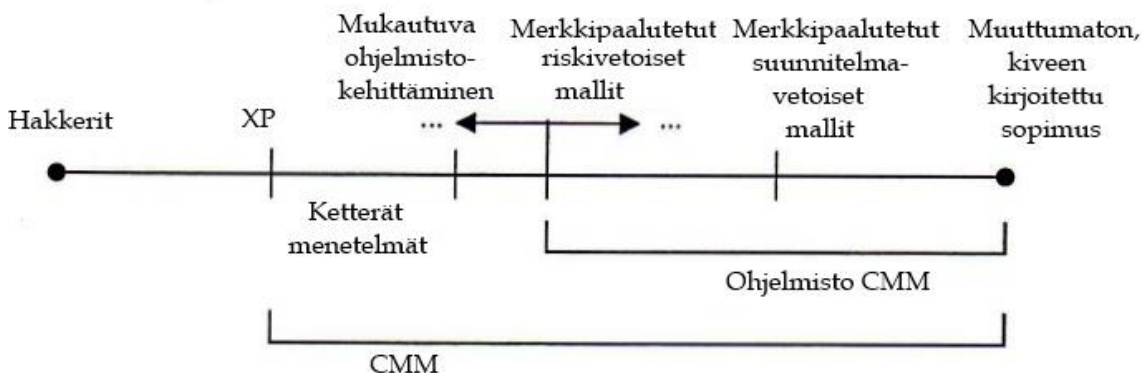 Hakkerit
XP
Mukautuva
ohjelmisto-
kehittäminen
...
Merkkipaalutetut
riskivetoiset
mallit
...
Merkkipaalutetut
suunnitelma-
vetoiset
mallit
Muuttumaton,
kiveen
kirjoitettu
sopimus
Ketterät
menetelmät
Ohjelmisto CMM
CMM